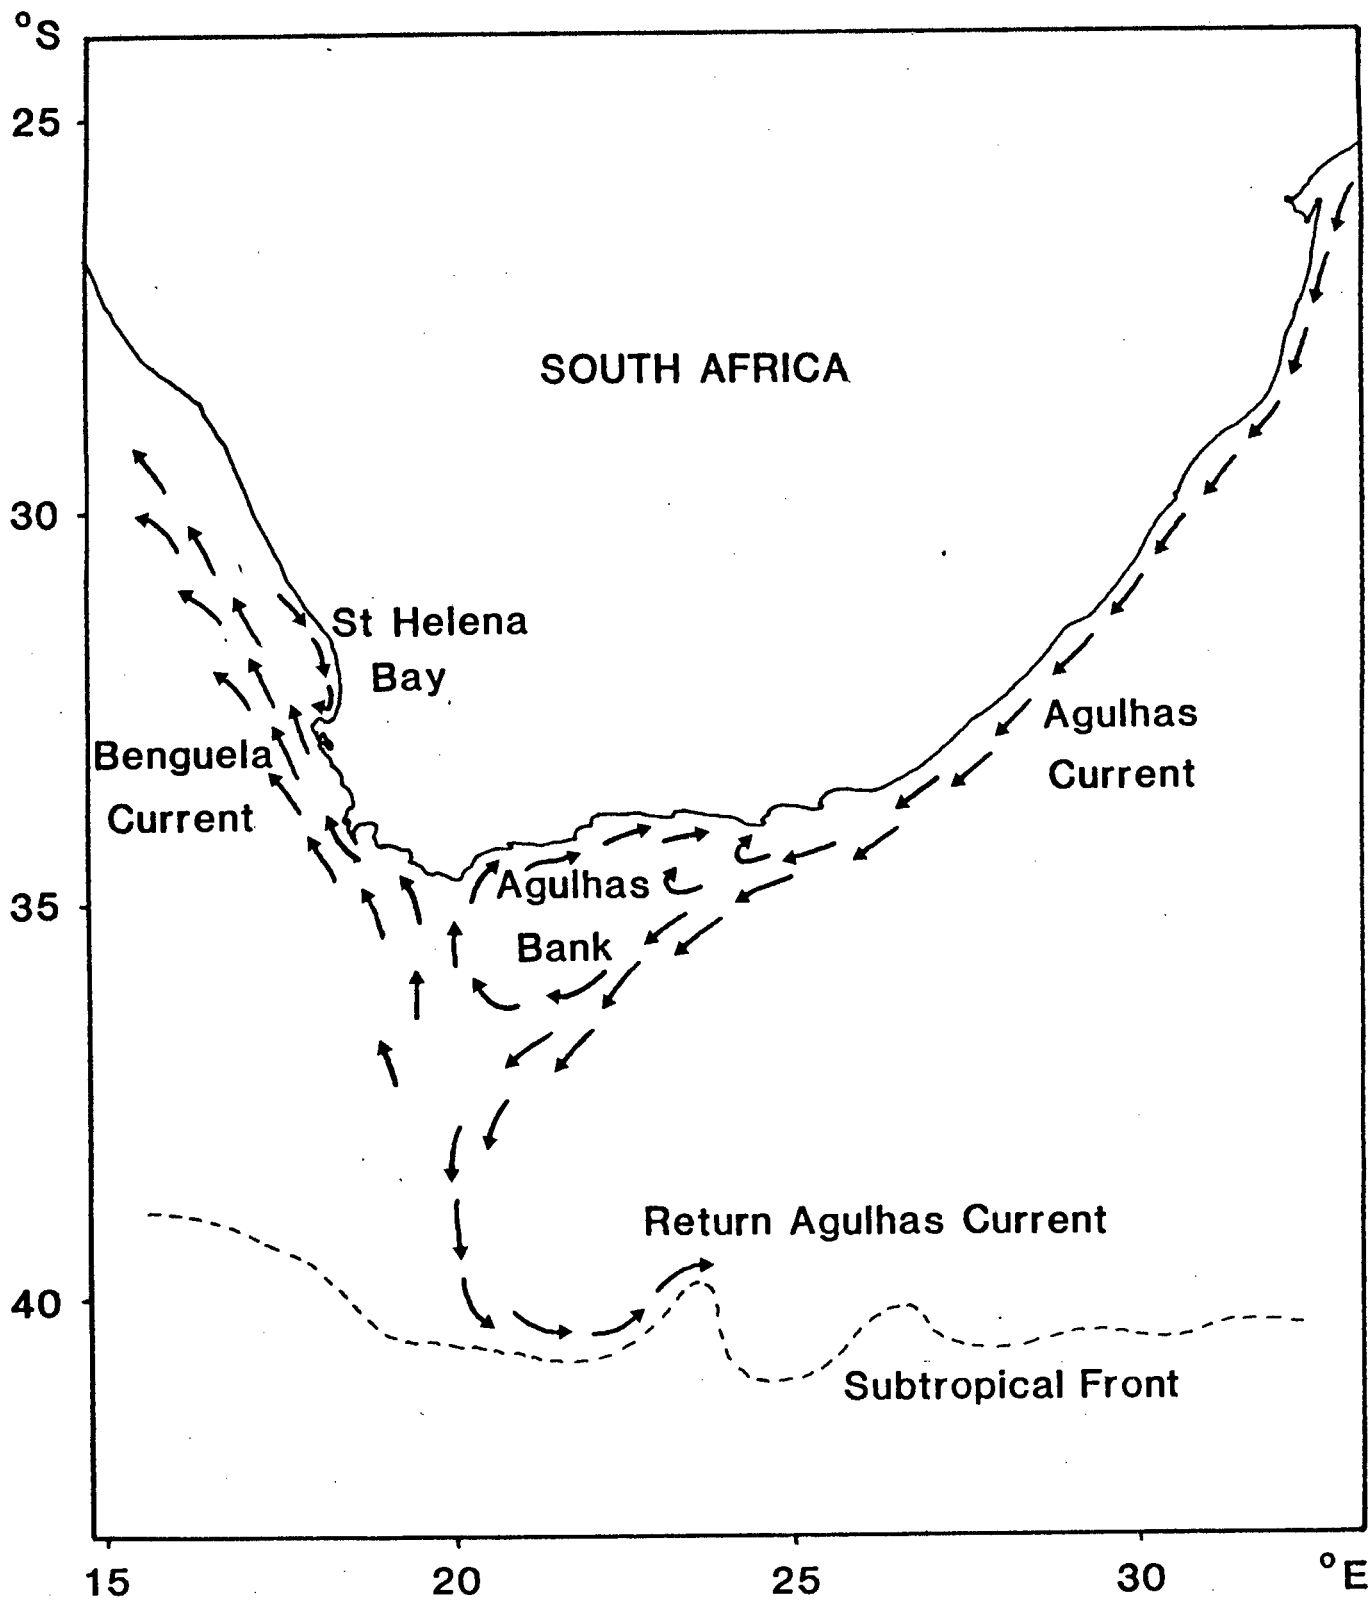 °S
25
SOUTH AFRICA
30
St Helena
Bay
Agulhas
Current
Benguela
Current
Agulhas
Bank
35
Return Agulhas Current
40
Subtropical Front
15
20
25
30
°E